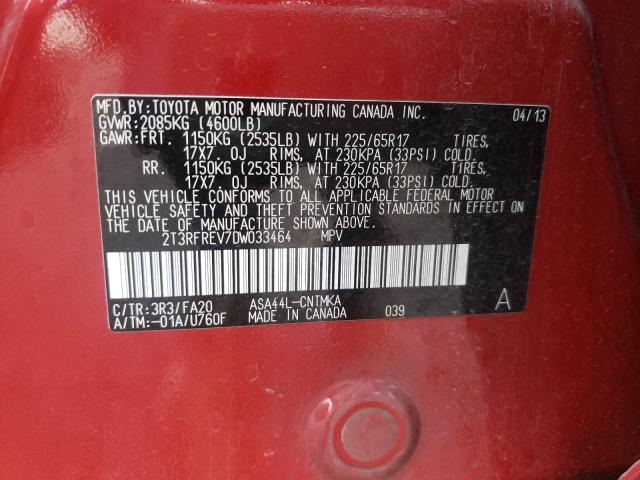 MFD.BY:TOYOTA MOTOR MANUFACTURING CANADA INC. 04/13
GVWR:2085KG (4600LB)
GAWR:FRT. 1150KG (2535LB) WITH 225/65R17 TIRES,
17X7. OJ RIMS, AT 230KPA (33PSI) COLD.
RR. 1150KG (2535LB) WITH 225/65R17 TIRES,
17X7. OJ RIMS, AT 230KPA (33PSI) COLD.
THIS VEHICLE CONFORMS TO ALL APPLICABLE FEDERAL MOTOR
VEHICLE SAFETY AND THEFT PREVENTION STANDARDS IN EFFECT
ON THE DATE OF MANUFACTURE SHOWN ABOVE.
2T3RFREV7DW033464 MPV
C/TR:3R3/FA20 ASA44L-CNTMKA
A/TM:-01A/U760F MADE IN CANADA 039 A